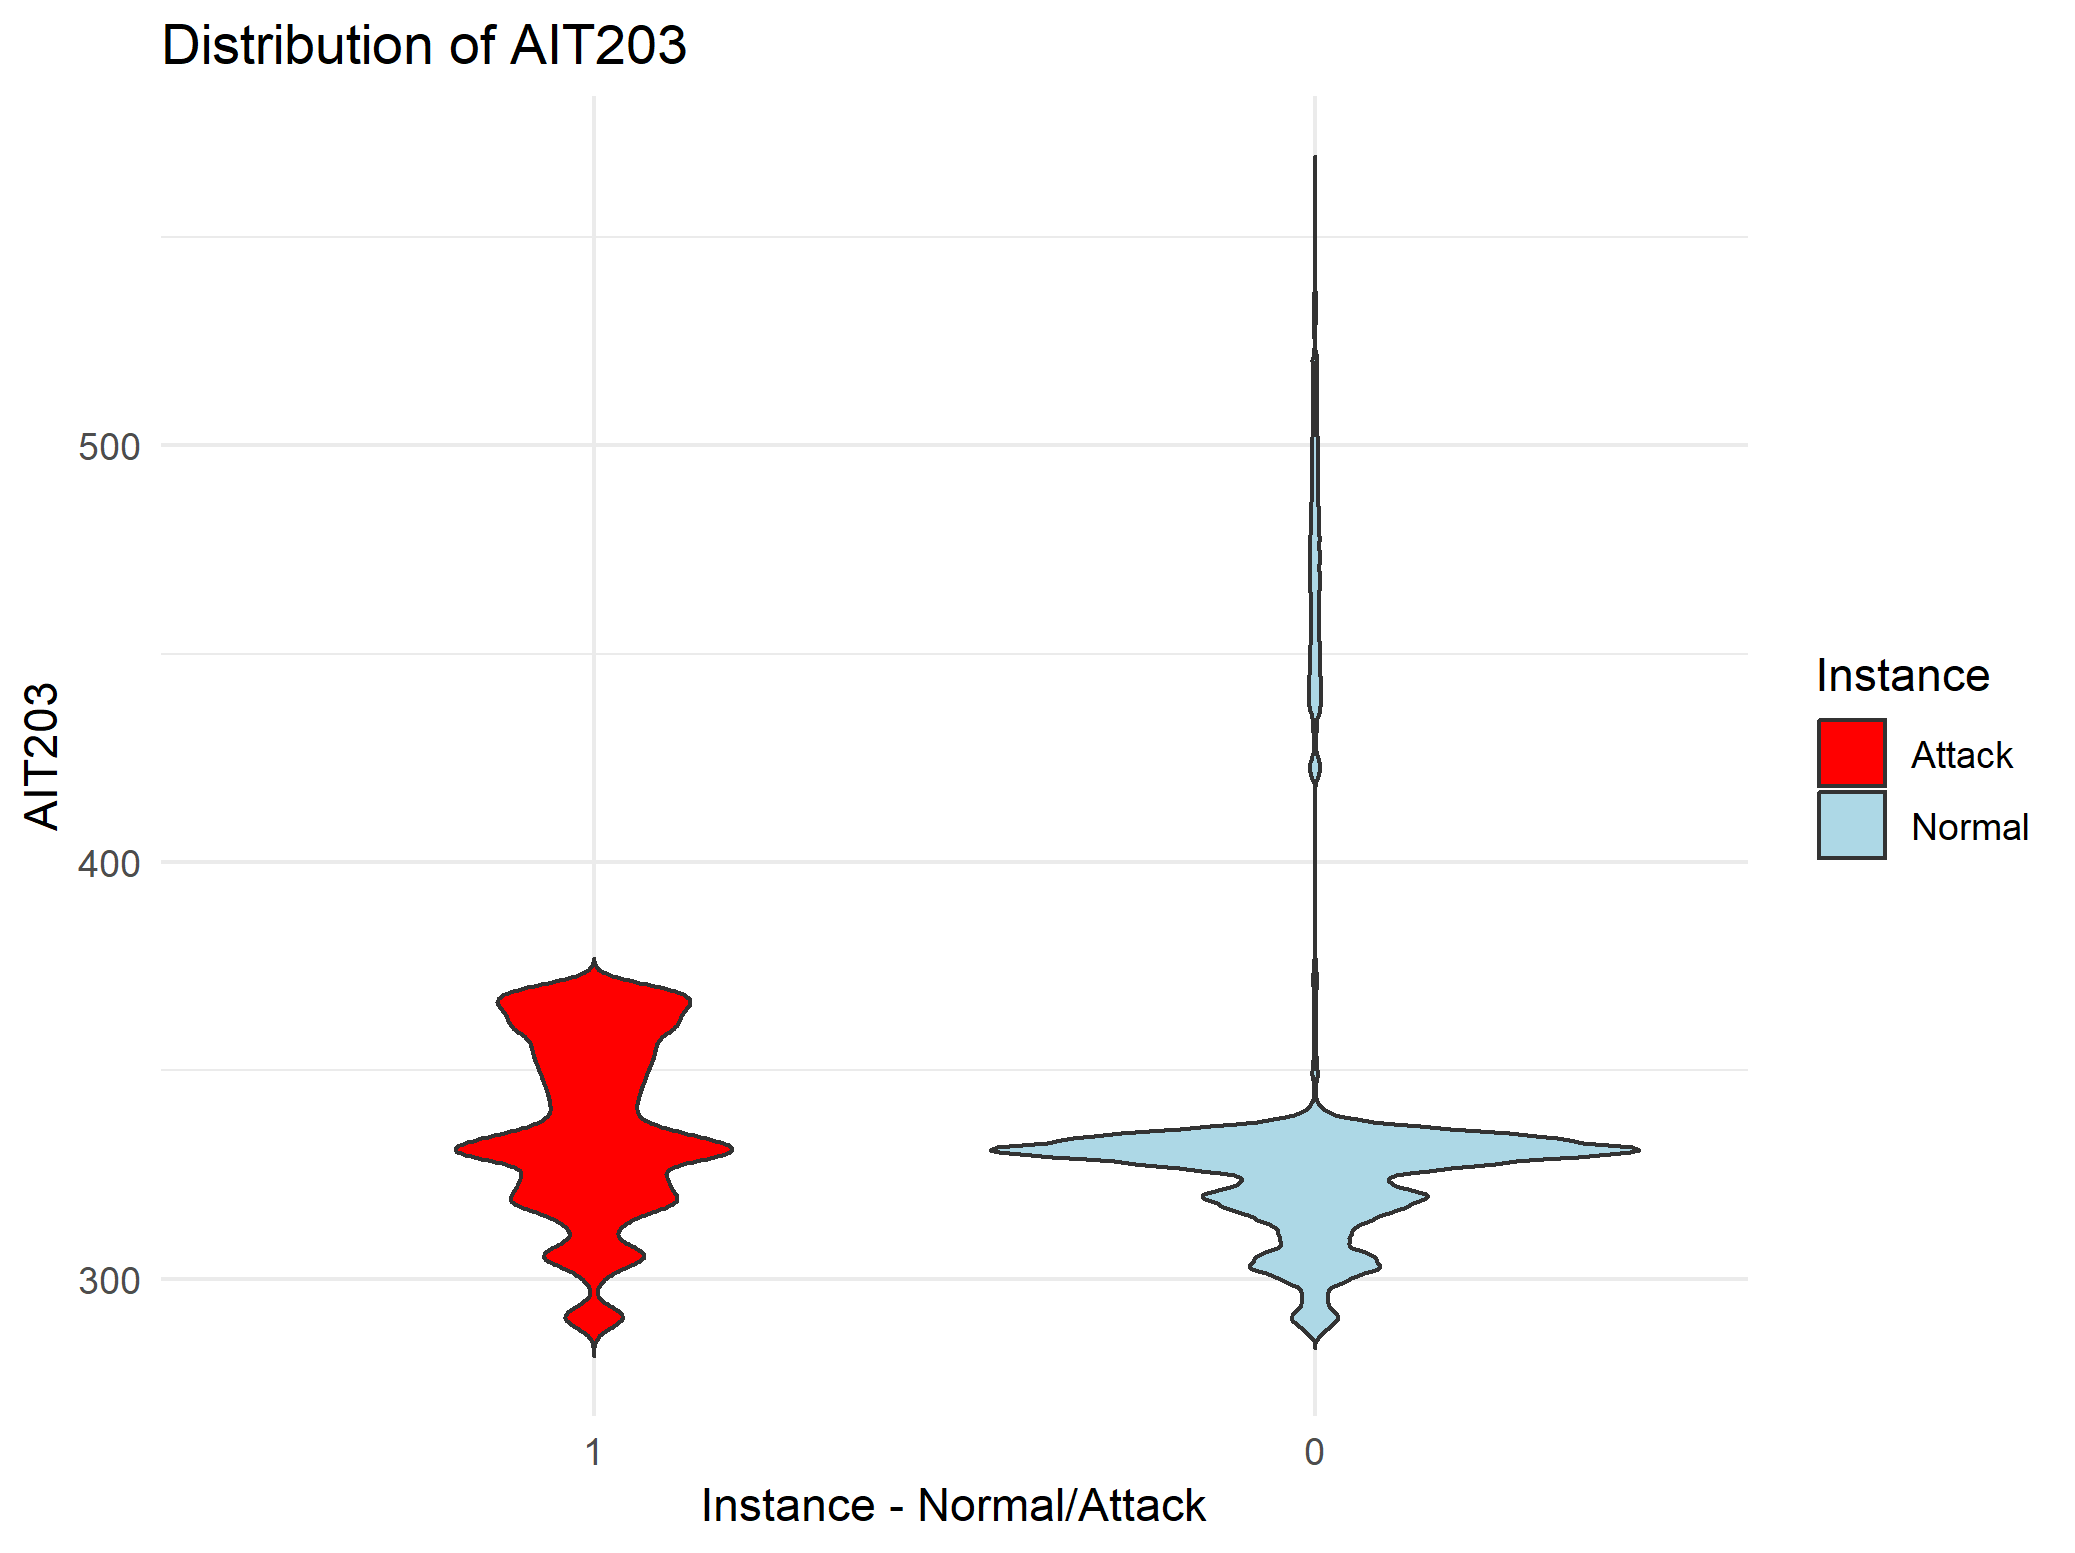 Distribution of AIT203
AIT203
500
400
300
1
0
Instance - Normal/Attack
Instance
Attack
Normal